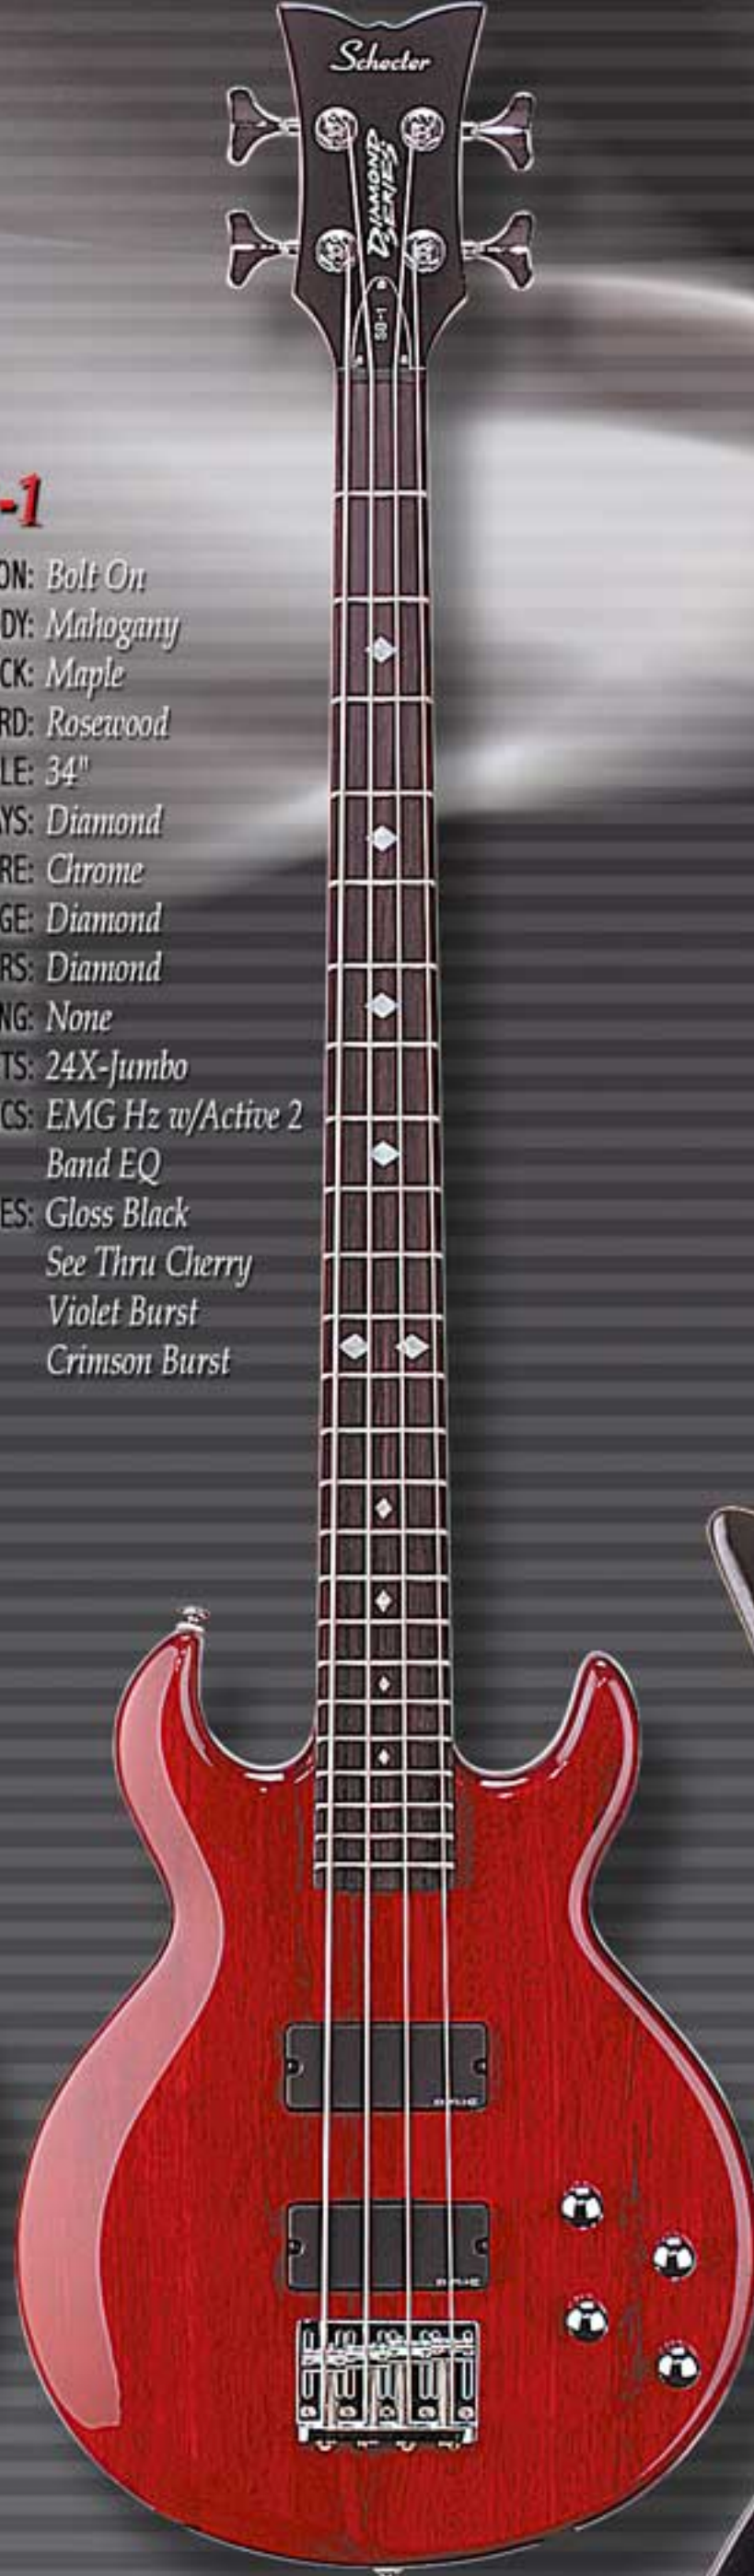 Schecter
DIAMOND
SERIES
SB-1
-1
ON: Bolt On
DY: Mahogany
CK: Maple
RD: Rosewood
LE: 34"
AYS: Diamond
RE: Chrome
GE: Diamond
RS: Diamond
NG: None
TS: 24X-Jumbo
CS: EMG Hz w/Active 2
Band EQ
ES: Gloss Black
See Thru Cherry
Violet Burst
Crimson Burst